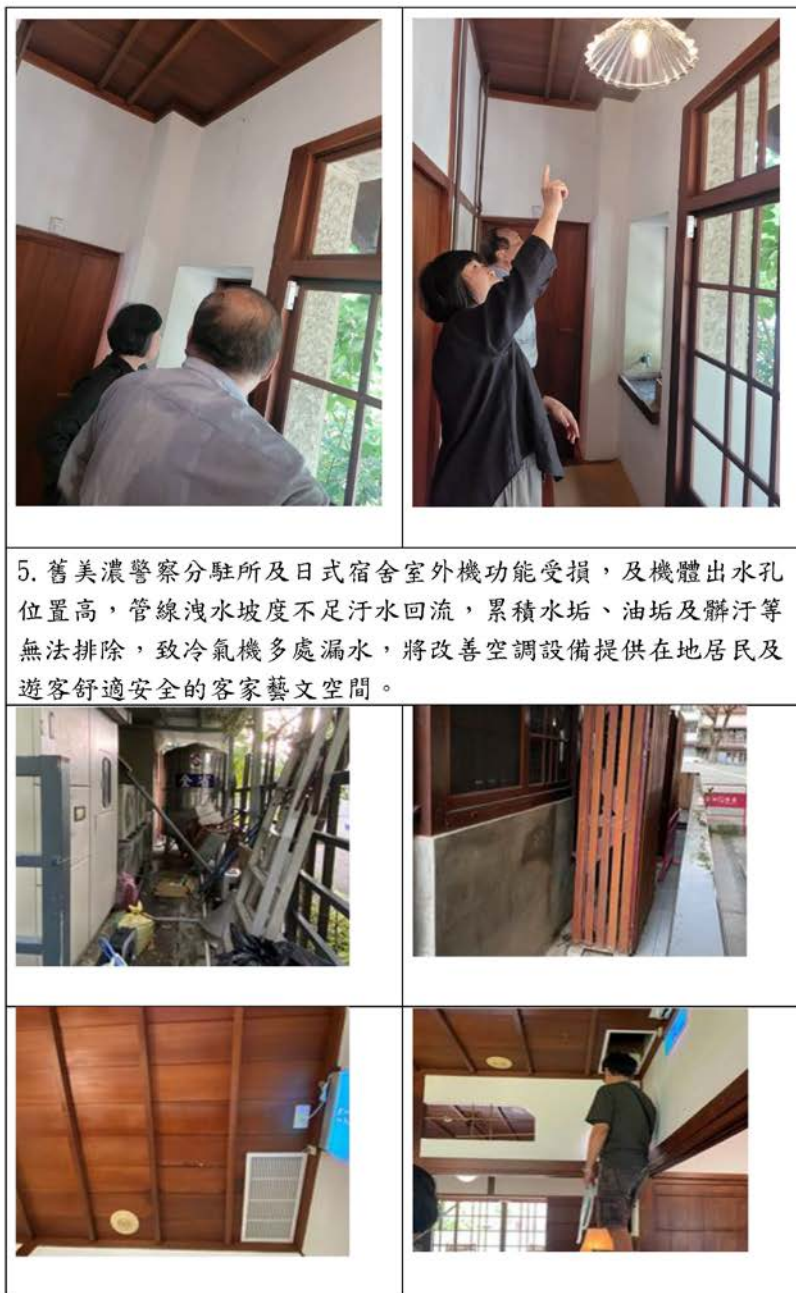 5. 舊美濃警察分駐所及日式宿舍室外機功能受損，及機體出水孔
位置高，管線洩水坡度不足汙水回流，累積水垢、油垢及髒汙等
無法排除，致冷氣機多處漏水，將改善空調設備提供在地居民及
遊客舒適安全的客家藝文空間。